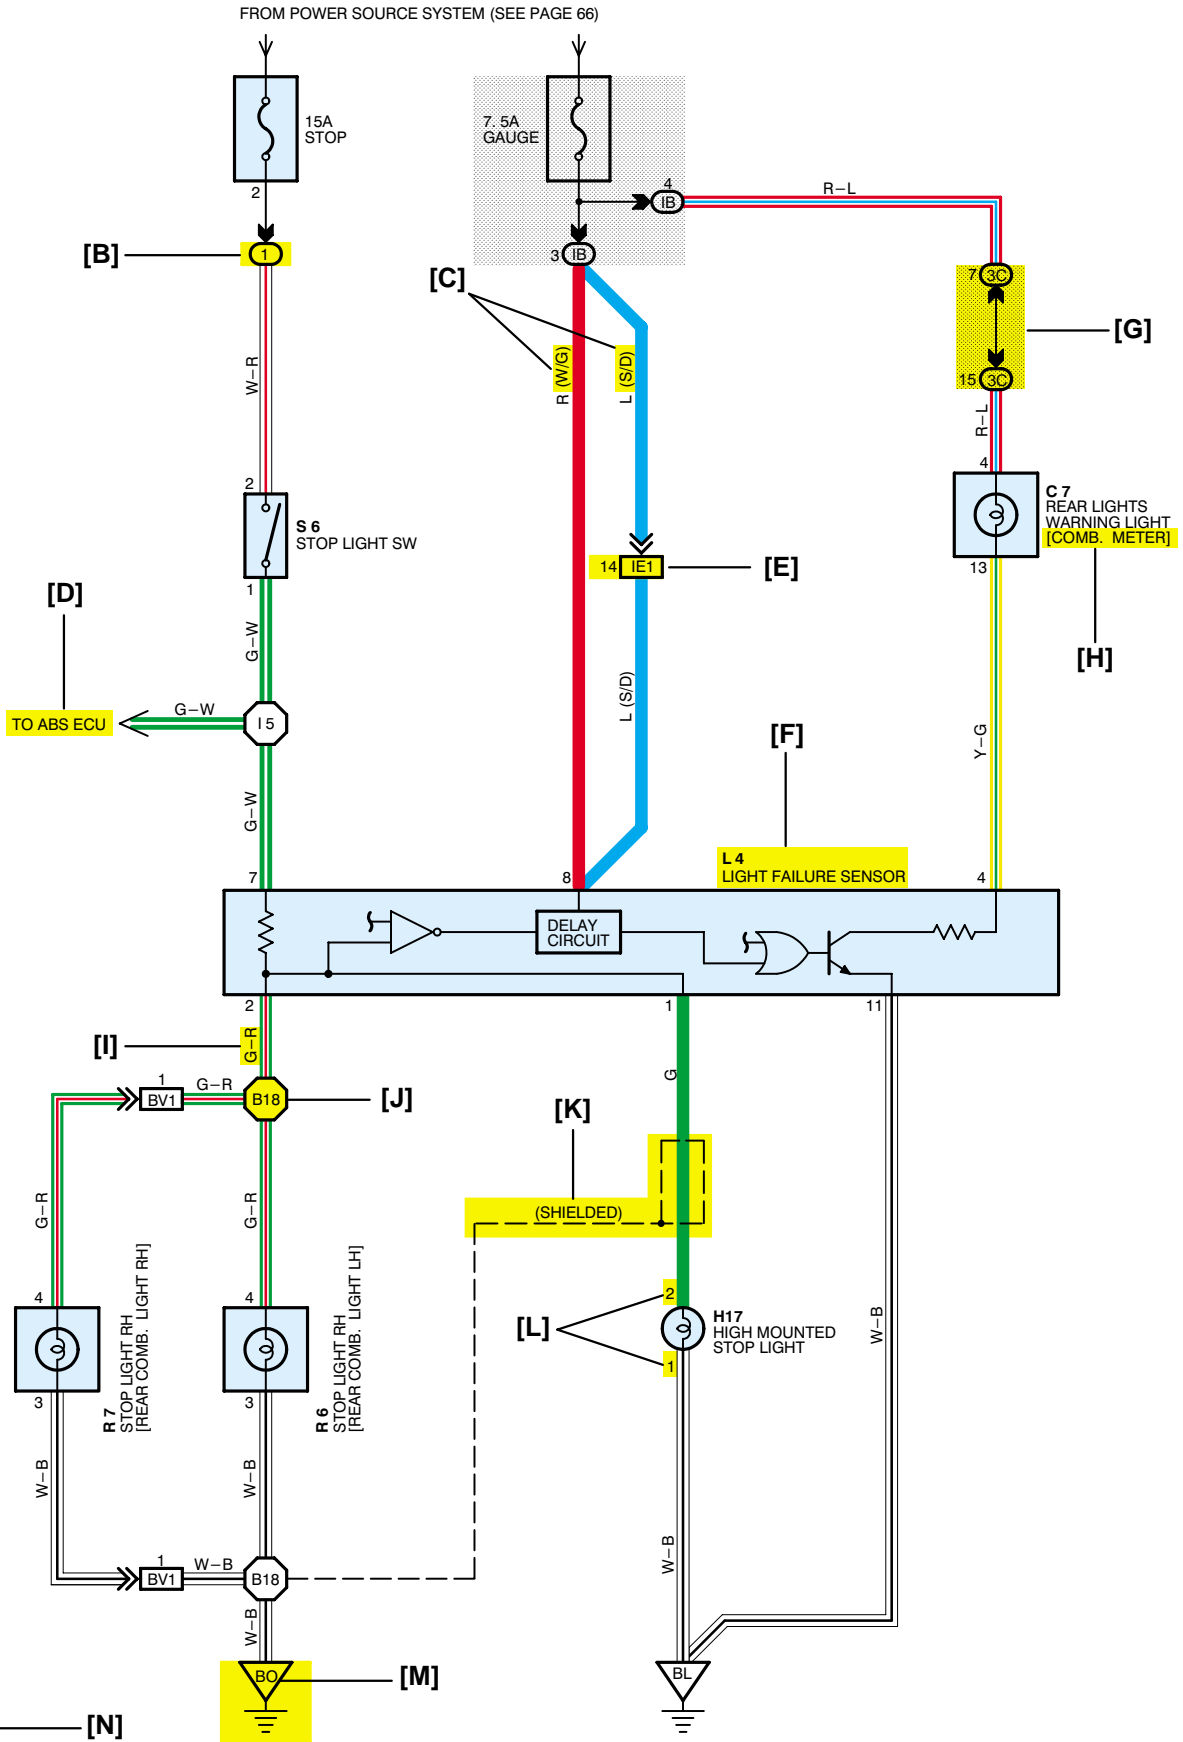 FROM POWER SOURCE SYSTEM (SEE PAGE 66)
15A
STOP
7. 5A
GAUGE
2
4
IB
R-L
[B]
1
3
IB
[C]
7
3C
[G]
15
3C
W-R
R (W/G)
L (S/D)
R-L
2
4
S 6
STOP LIGHT SW
C 7
REAR LIGHTS
WARNING LIGHT
[COMB. METER]
14
IE1
[E]
13
1
[D]
G-W
L (S/D)
[H]
TO ABS ECU
G-W
I 5
[F]
Y-G
G-W
L 4
LIGHT FAILURE SENSOR
7
8
4
DELAY
CIRCUIT
2
1
11
[I]
G-R
G
1
BV1
G-R
B18
[J]
[K]
G-R
G-R
(SHIELDED)
4
4
2
[L]
H17
HIGH MOUNTED
STOP LIGHT
1
W-B
R 7
STOP LIGHT RH
[REAR COMB. LIGHT RH]
R 6
STOP LIGHT RH
[REAR COMB. LIGHT LH]
3
3
W-B
W-B
W-B
1
BV1
W-B
B18
W-B
BO
[M]
BL
[N]